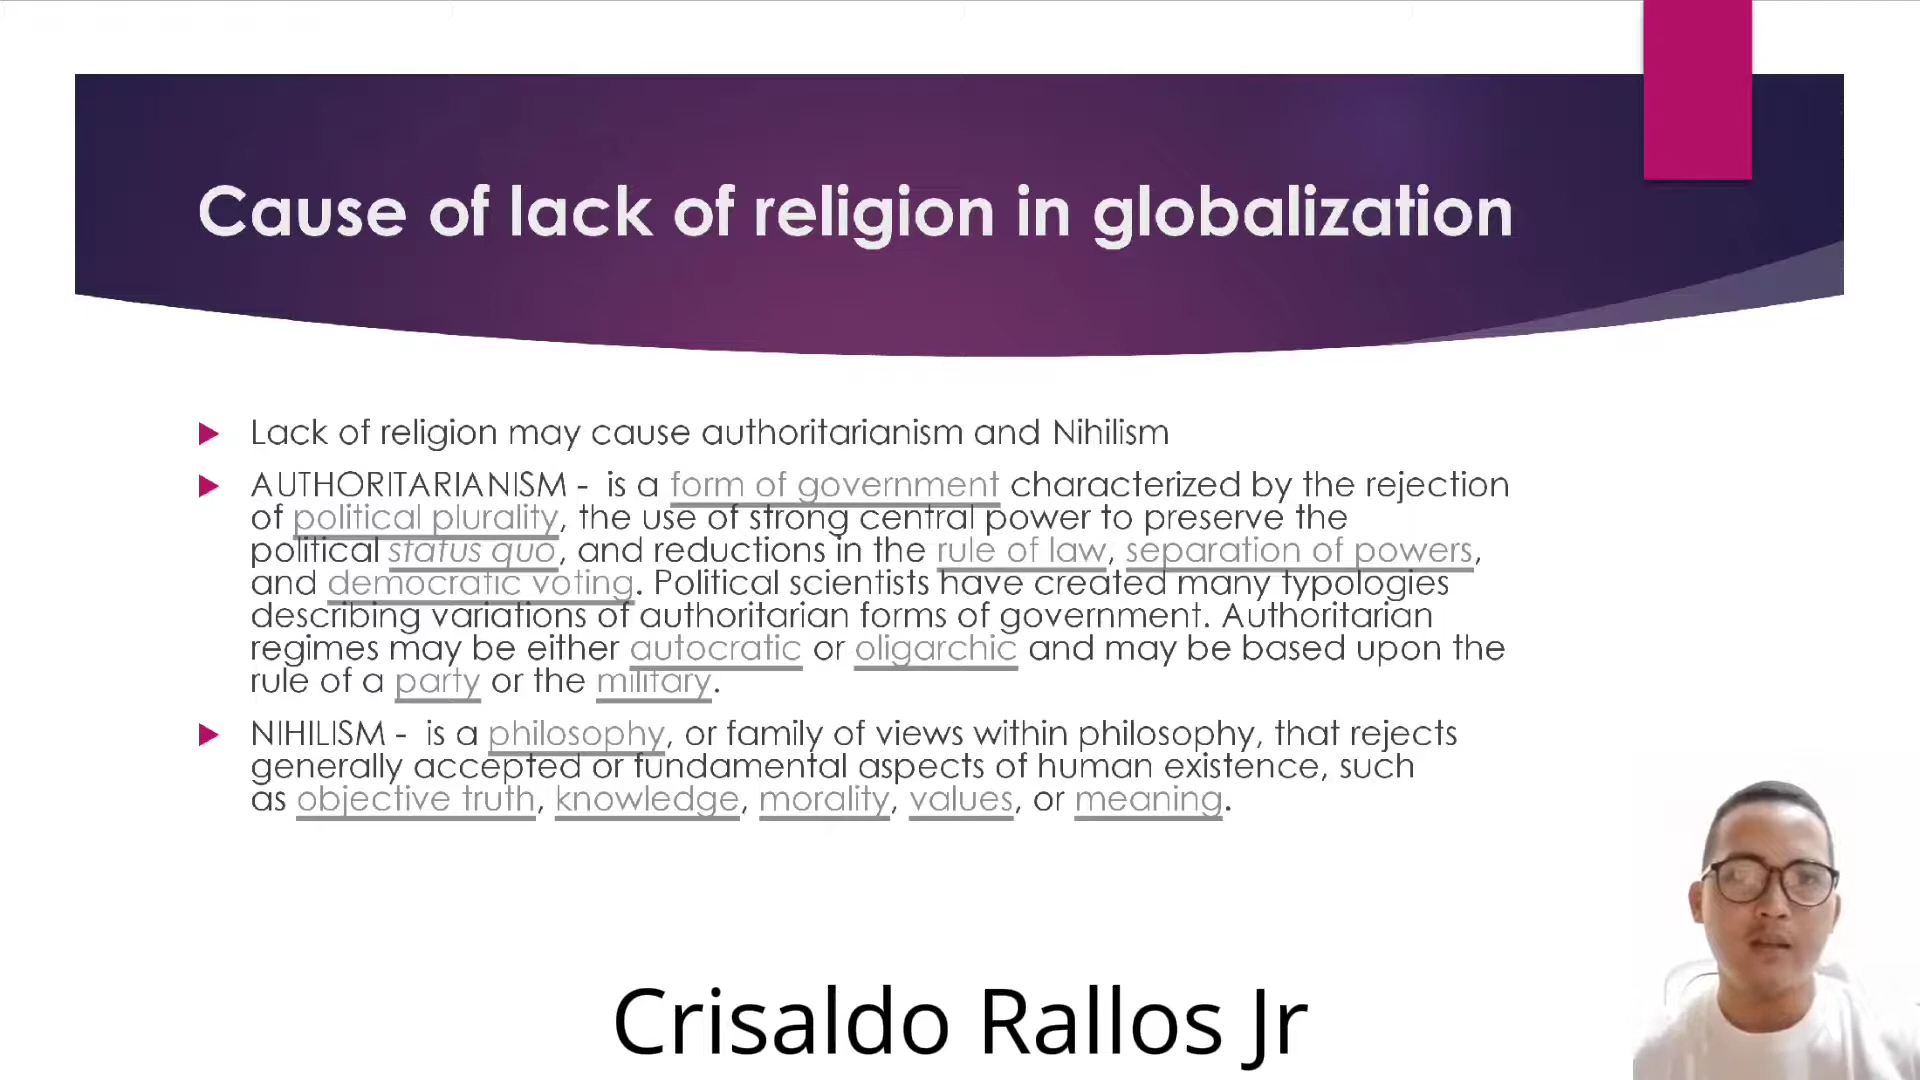 Cause of lack of religion in globalization
Lack of religion may cause authoritarianism and Nihilism
AUTHORITARIANISM - is a form of government characterized by the rejection
of political plurality, the use of strong central power to preserve the
political status quo, and reductions in the rule of law, separation of powers,
and democratic voting. Political scientists have created many typologies
describing variations of authoritarian forms of government. Authoritarian
regimes may be either autocratic or oligarchic and may be based upon the
rule of a party or the military.
NIHILISM - is a philosophy, or family of views within philosophy, that rejects
generally accepted or fundamental aspects of human existence, such
as objective truth, knowledge, morality, values, or meaning.
Crisaldo Rallos Jr